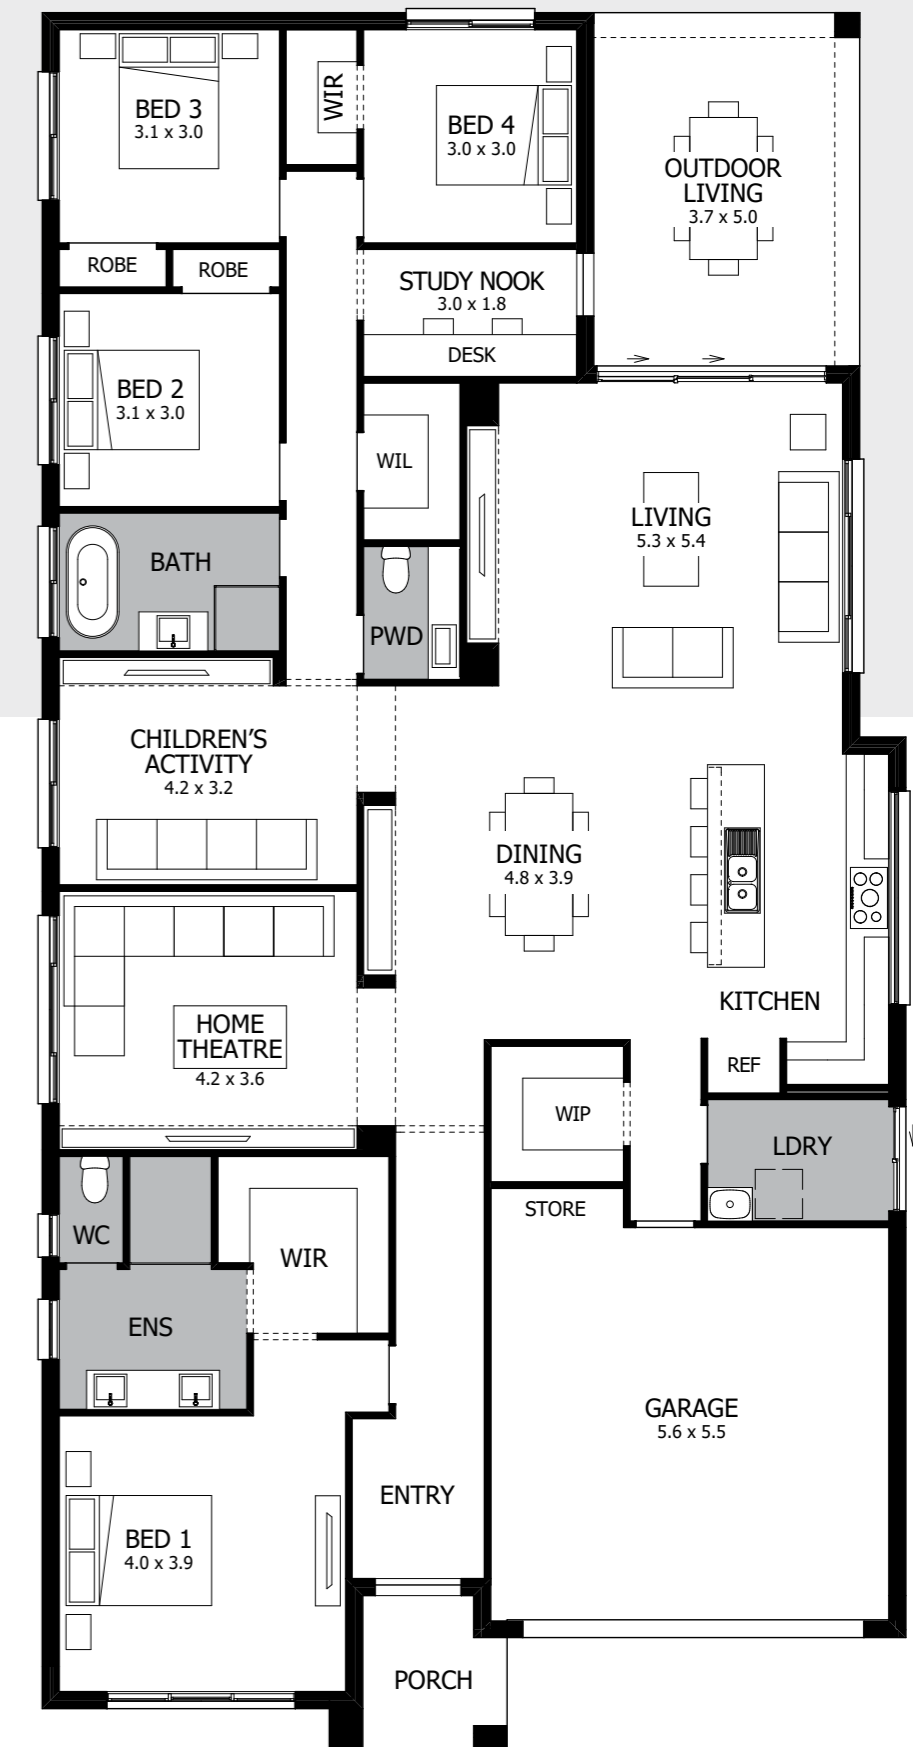 BED 3
3.1 x 3.0
WIR
BED 4
3.0 x 3.0
OUTDOOR
LIVING
3.7 x 5.0
ROBE
ROBE
STUDY NOOK
3.0 x 1.8
DESK
BED 2
3.1 x 3.0
WIL
LIVING
5.3 x 5.4
BATH
PWD
CHILDREN'S
ACTIVITY
4.2 x 3.2
DINING
4.8 x 3.9
KITCHEN
HOME
THEATRE
4.2 x 3.6
REF
WIP
LDRY
STORE
WC
WIR
ENS
GARAGE
5.6 x 5.5
ENTRY
BED 1
4.0 x 3.9
PORCH